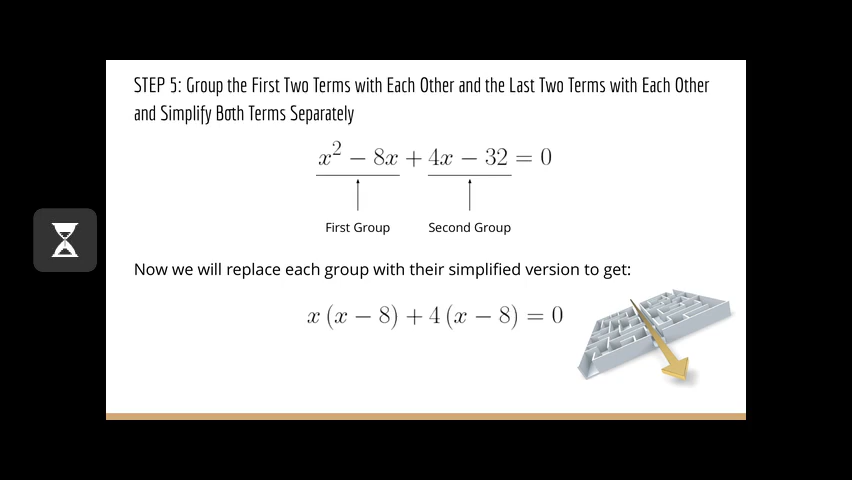 STEP 5: Group the First Two Terms with Each Other and the Last Two Terms with Each Other
and Simplify Both Terms Separately
x² − 8x + 4x − 32 = 0
First Group Second Group
Now we will replace each group with their simplified version to get:
x (x − 8) + 4 (x − 8) = 0